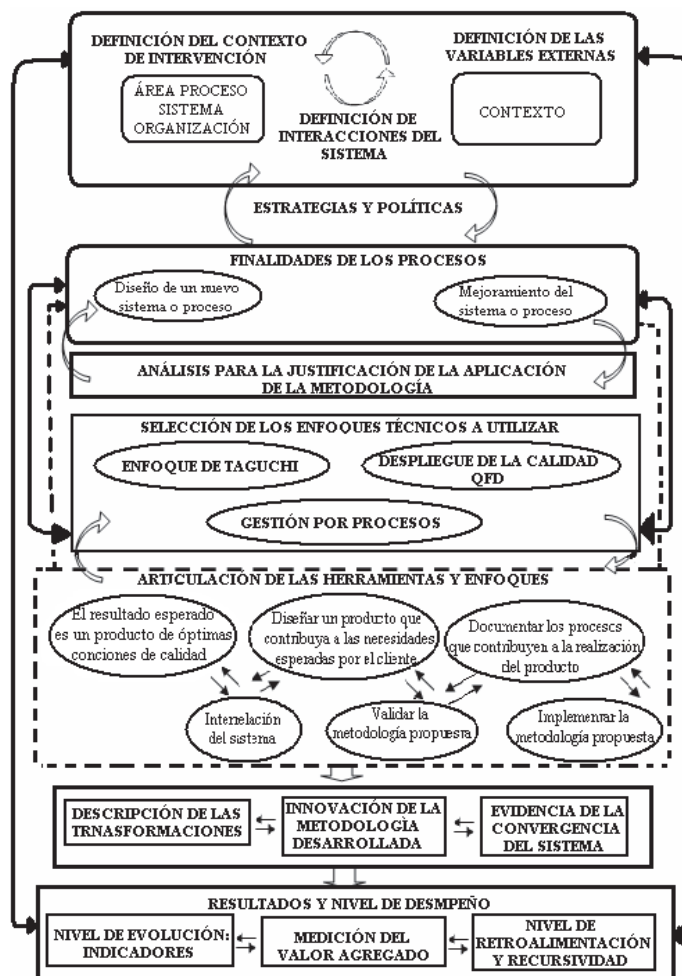 DEFINICIÓN DEL CONTEXTO
DE INTERVENCIÓN
ÁREA PROCESO
SISTEMA
ORGANIZACIÓN
DEFINICIÓN DE
INTERACCIONES DEL
SISTEMA
DEFINICIÓN DE LAS
VARIABLES EXTERNAS
CONTEXTO
ESTRATEGIAS Y POLÍTICAS
FINALIDADES DE LOS PROCESOS
Diseño de un nuevo
sistema o proceso
Mejoramiento del
sistema o proceso
ANÁLISIS PARA LA JUSTIFICACIÓN DE LA APLICACIÓN
DE LA METODOLOGÍA
SELECCIÓN DE LOS ENFOQUES TÉCNICOS A UTILIZAR
ENFOQUE DE TAGUCHI
DESPLIEGUE DE LA CALIDAD
QFD
GESTIÓN POR PROCESOS
ARTICULACIÓN DE LAS HERRAMIENTAS Y ENFOQUES
El resultado esperado
es un producto de óptimas
conciones de calidad
Diseñar un producto que
contribuya a las necesidades
esperadas por el cliente
Documentar los procesos
que contribuyen a la realización
del producto
Interrelación
del sistema
Validar la
metodología propuesta
Implementar la
metodología propuesta
DESCRIPCIÓN DE LAS
TRNASFORMACIONES
INNOVACIÓN DE LA
METODOLOGÌA
DESARROLLADA
EVIDENCIA DE LA
CONVERGENCIA
DEL SISTEMA
RESULTADOS Y NIVEL DE DESMPEÑO
NIVEL DE EVOLUCIÓN:
INDICADORES
MEDICIÓN DEL
VALOR AGREGADO
NIVEL DE
RETROALIMENTACIÓN
Y RECURSIVIDAD